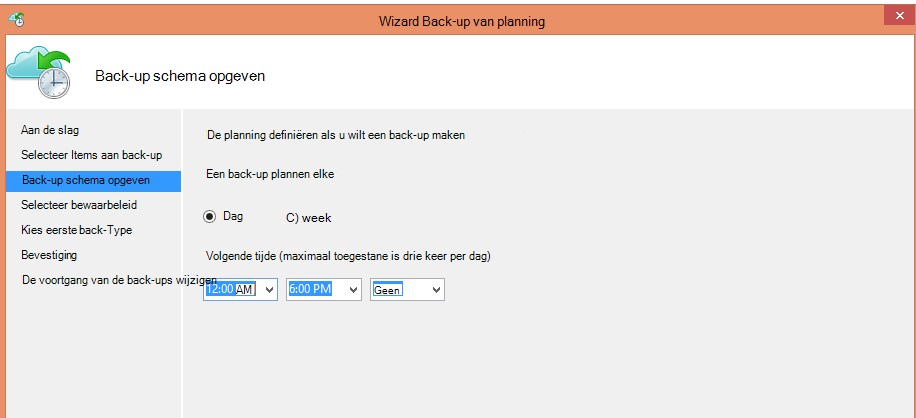 Wizard Back-up van planning
Back-up schema opgeven
Aan de slag
Selecteer Items aan back-up
Back-up schema opgeven
Selecteer bewaarbeleid
Kies eerste back-Type
Bevestiging
De voortgang van de back-ups wijzigen
De planning definiëren als u wilt een back-up maken
Een back-up plannen elke
Dag C) week
Volgende tijde (maximaal toegestane is drie keer per dag)
12:00 AM 6:00 PM Geen